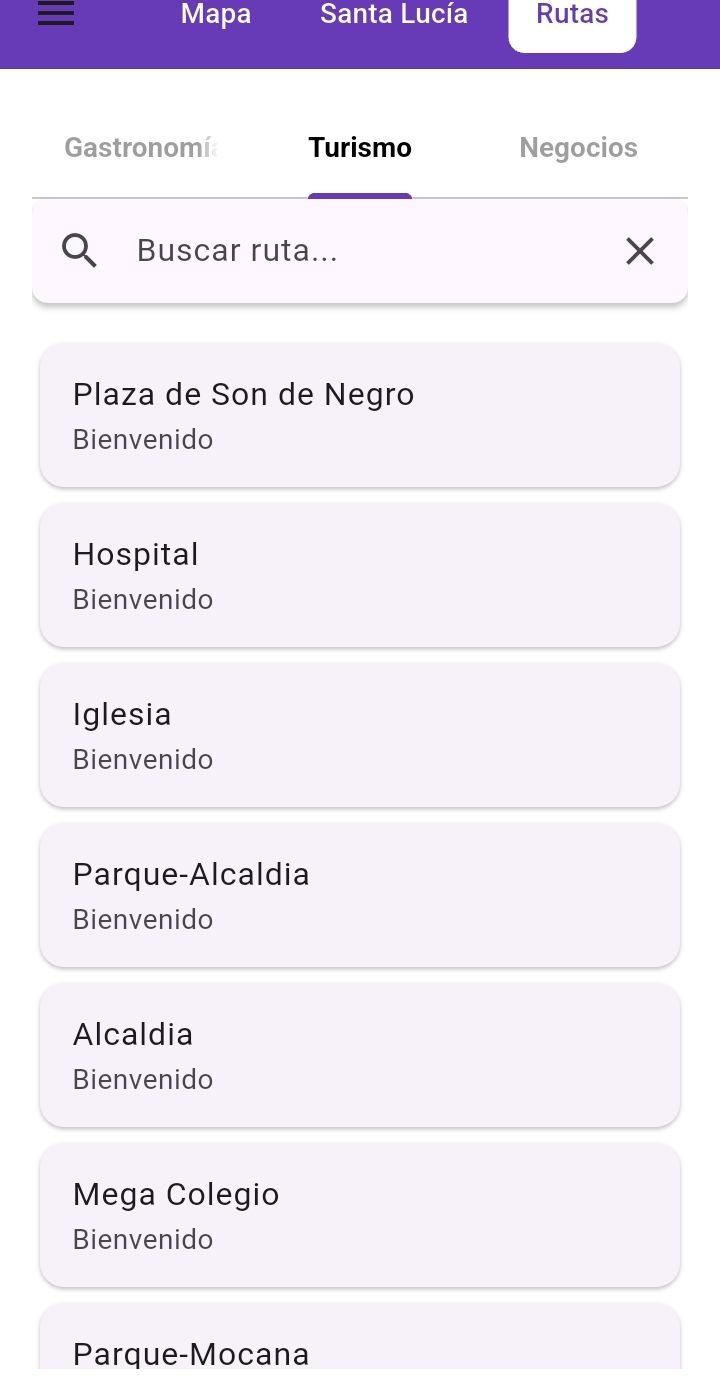 Mapa Santa Lucía Rutas
Gastronomía Turismo Negocios
Buscar ruta...
Plaza de Son de Negro
Bienvenido
Hospital
Bienvenido
Iglesia
Bienvenido
Parque-Alcaldia
Bienvenido
Alcaldia
Bienvenido
Mega Colegio
Bienvenido
Parque-Mocana